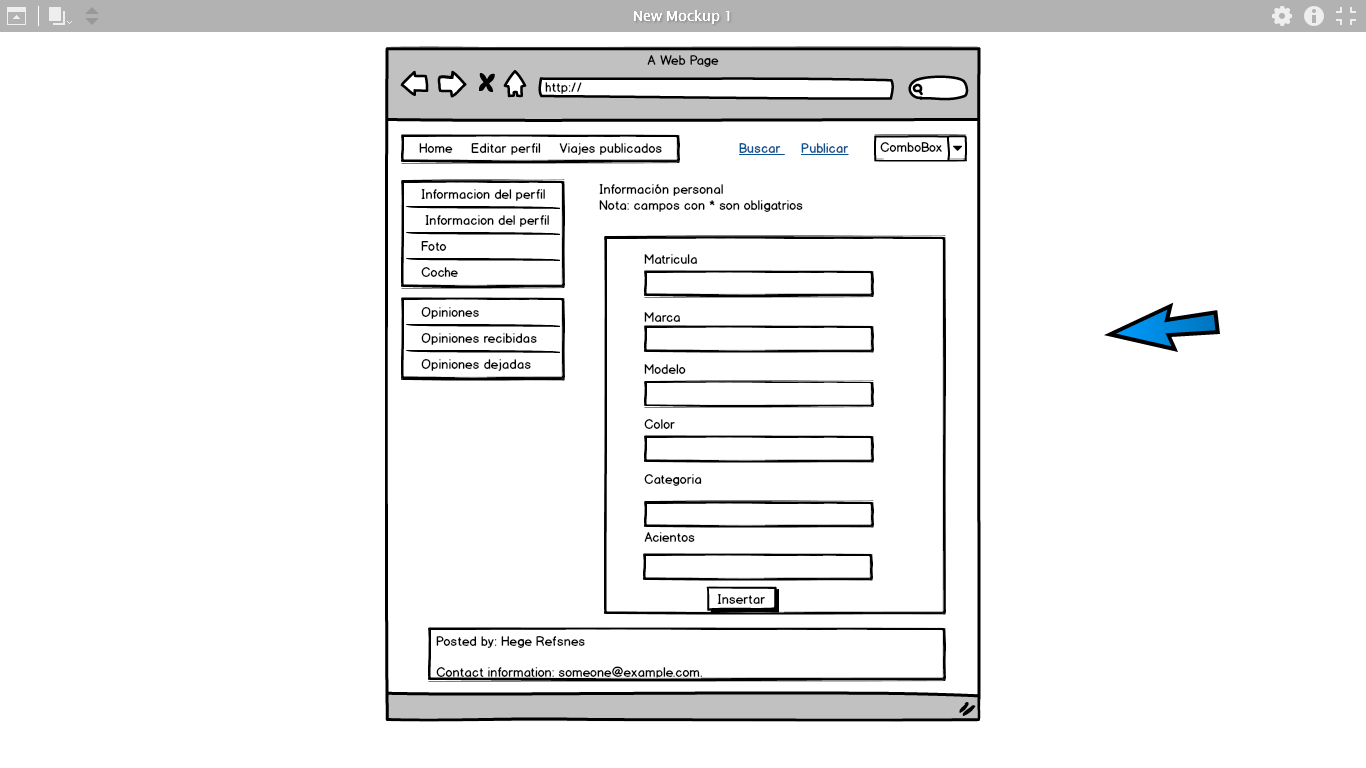 New Mockup 1
A Web Page
http://
Home Editar perfil Viajes publicados
Buscar Publicar ComboBox
Informacion del perfil
Informacion del perfil
Foto
Coche
Opiniones
Opiniones recibidas
Opiniones dejadas
Información personal
Nota: campos con * son obligatrios
Matricula
Marca
Modelo
Color
Categoria
Acientos
Insertar
Posted by: Hege Refsnes
Contact information: someone@example.com.